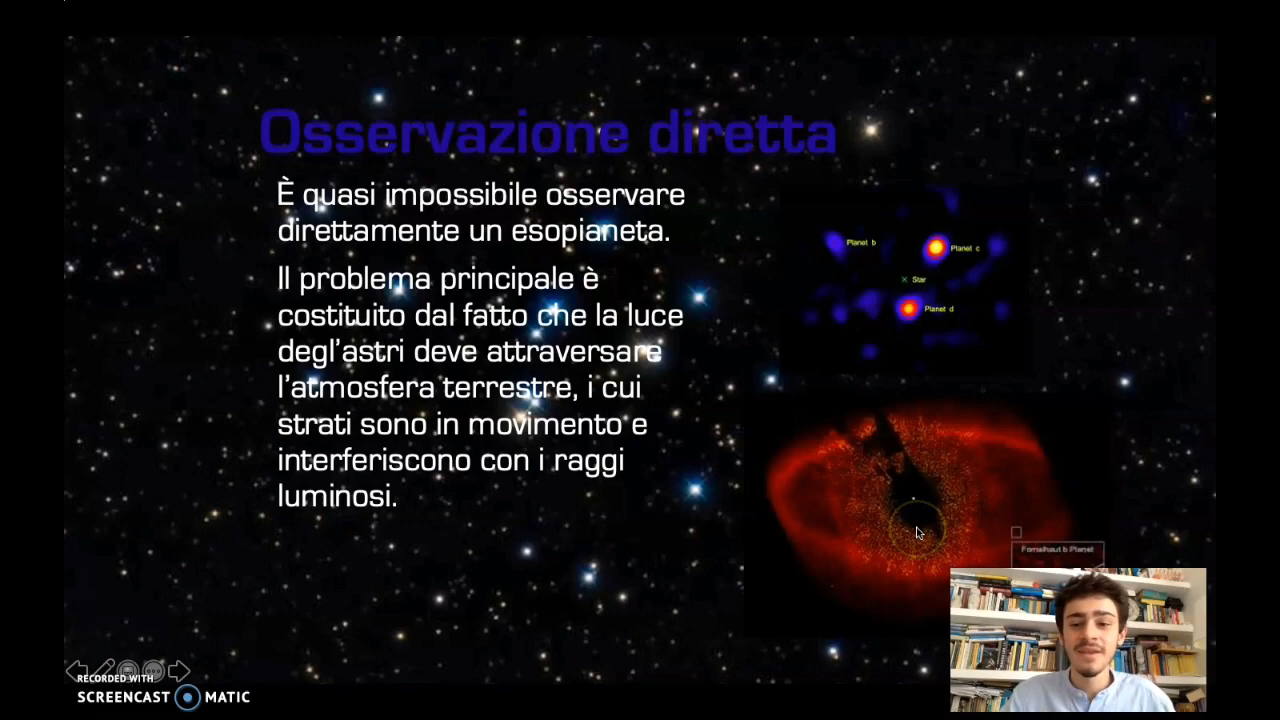 Osservazione diretta
È quasi impossibile osservare
direttamente un esopianeta.
Il problema principale è
costituito dal fatto che la luce
degl'astri deve attraversare
l'atmosfera terrestre, i cui
strati sono in movimento e
interferiscono con i raggi
luminosi.
Planet b
Planet c
Star
Planet d
Fomalhaut b Planet
RECORDED WITH
SCREENCAST MATIC